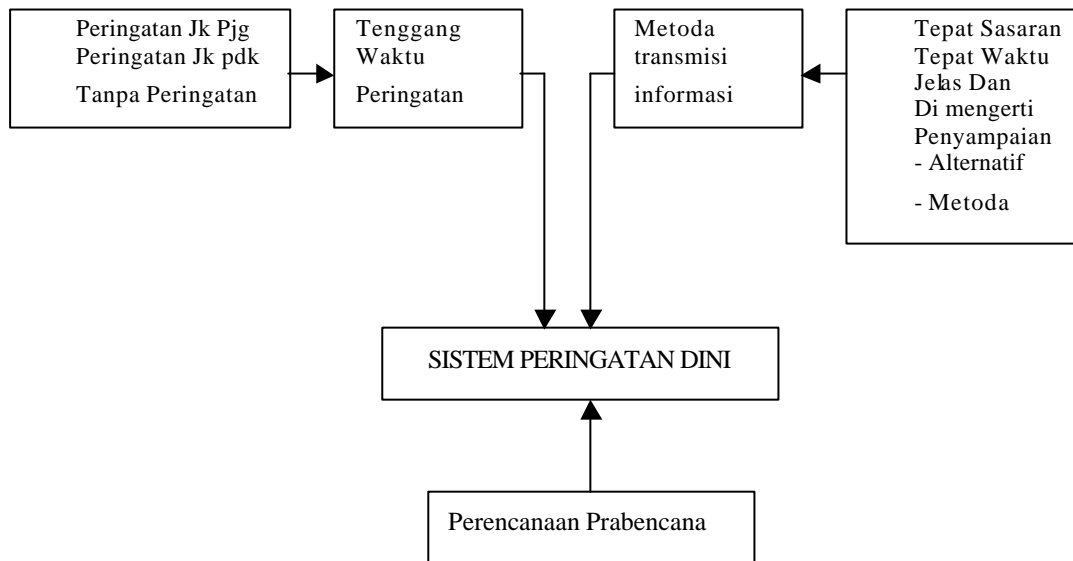 Peringatan Jk Pjg
Peringatan Jk pdk
Tanpa Peringatan
Tenggang
Waktu
Peringatan
Metoda
transmisi
informasi
Tepat Sasaran
Tepat Waktu
Jelas Dan
Di mengerti
Penyampaian
- Alternatif
- Metoda
SISTEM PERINGATAN DINI
Perencanaan Prabencana